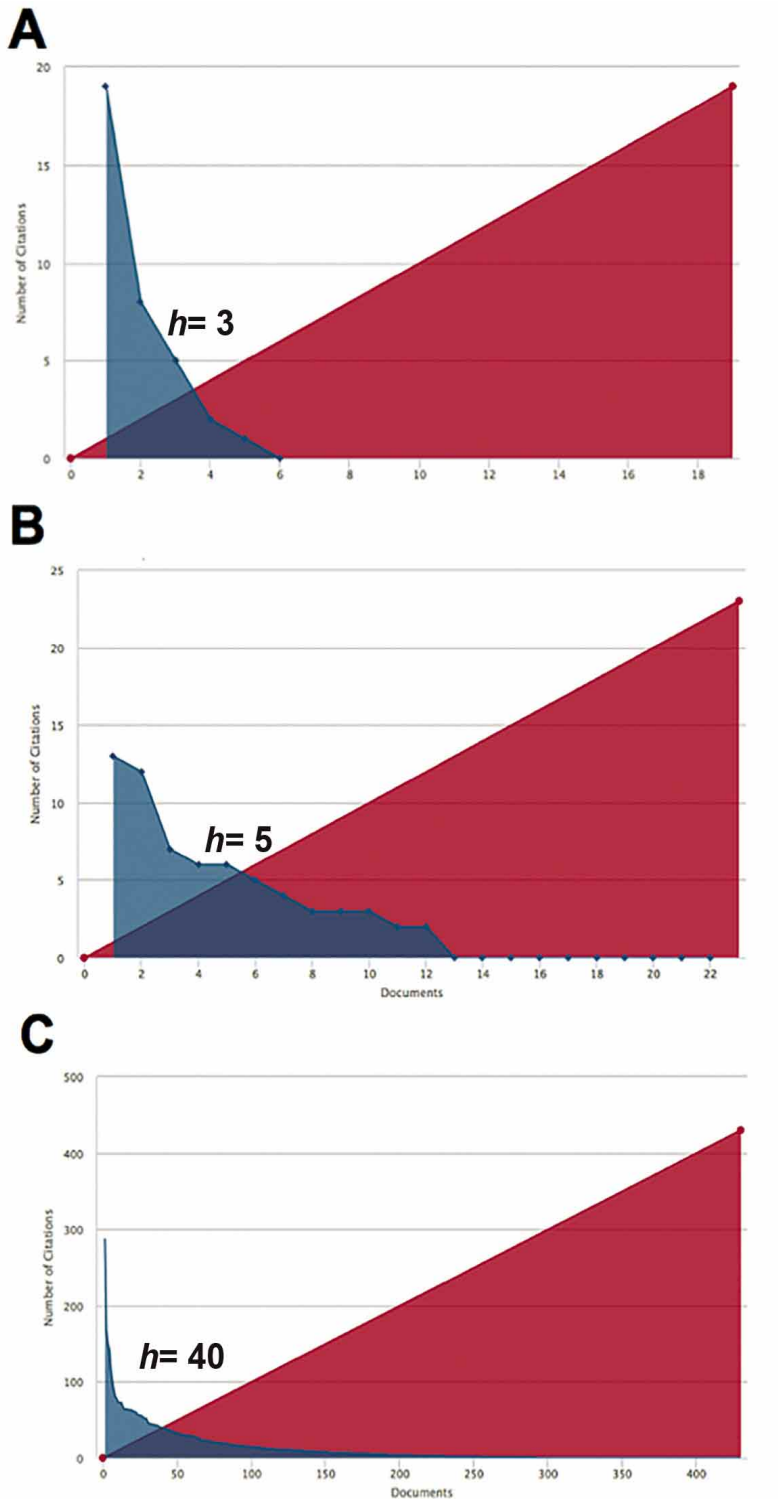 A
20
15
10
5
0
Number of Citations
h= 3
0 2 4 6 8 10 12 14 16 18
B
25
20
15
10
5
0
Number of Citations
h= 5
0 2 4 6 8 10 12 14 16 18 20 22
Documents
C
500
400
300
200
100
0
Number of Citations
h= 40
0 50 100 150 200 250 300 350 400
Documents